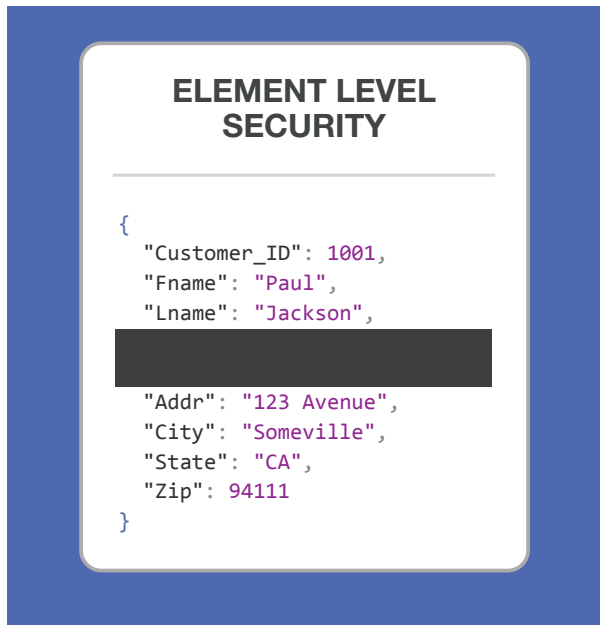 ELEMENT LEVEL
SECURITY
{
"Customer_ID": 1001,
"Fname": "Paul",
"Lname": "Jackson",
"Addr": "123 Avenue",
"City": "Someville",
"State": "CA",
"Zip": 94111
}